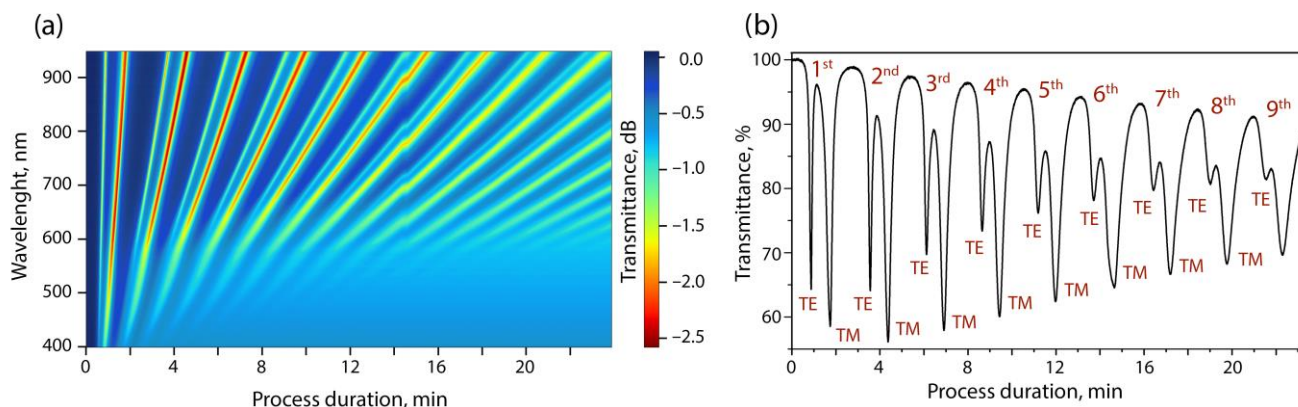 (a)
Wavelenght, nm
900
800
700
600
500
400
0
4
8
12
16
20
Process duration, min
Transmittance, dB
0.0
−0.5
−1.0
−1.5
−2.0
−2.5
(b)
Transmittance, %
100
90
80
70
60
0
4
8
12
16
20
Process duration, min
1st
2nd
3rd
4th
5th
6th
7th
8th
9th
TE
TM
TE
TM
TE
TM
TE
TM
TE
TM
TE
TM
TE
TM
TE
TM
TE